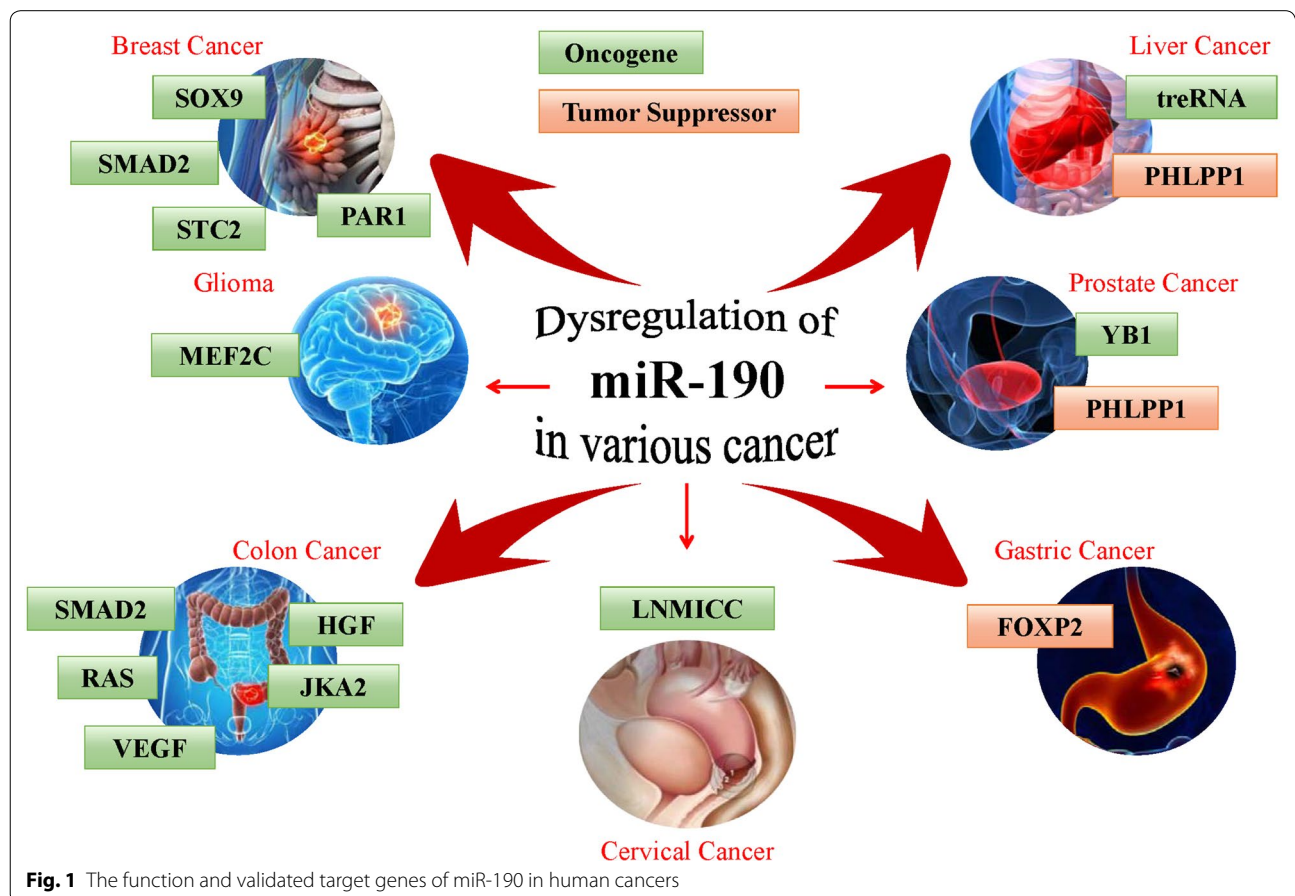 Breast Cancer
SOX9
SMAD2
STC2
PAR1
Oncogene
Tumor Suppressor
Liver Cancer
treRNA
PHLPP1
Glioma
MEF2C
Dysregulation of
miR-190
in various cancer
Prostate Cancer
YB1
PHLPP1
Colon Cancer
SMAD2
HGF
RAS
JKA2
VEGF
LNMICC
Cervical Cancer
Gastric Cancer
FOXP2
Fig. 1 The function and validated target genes of miR-190 in human cancers